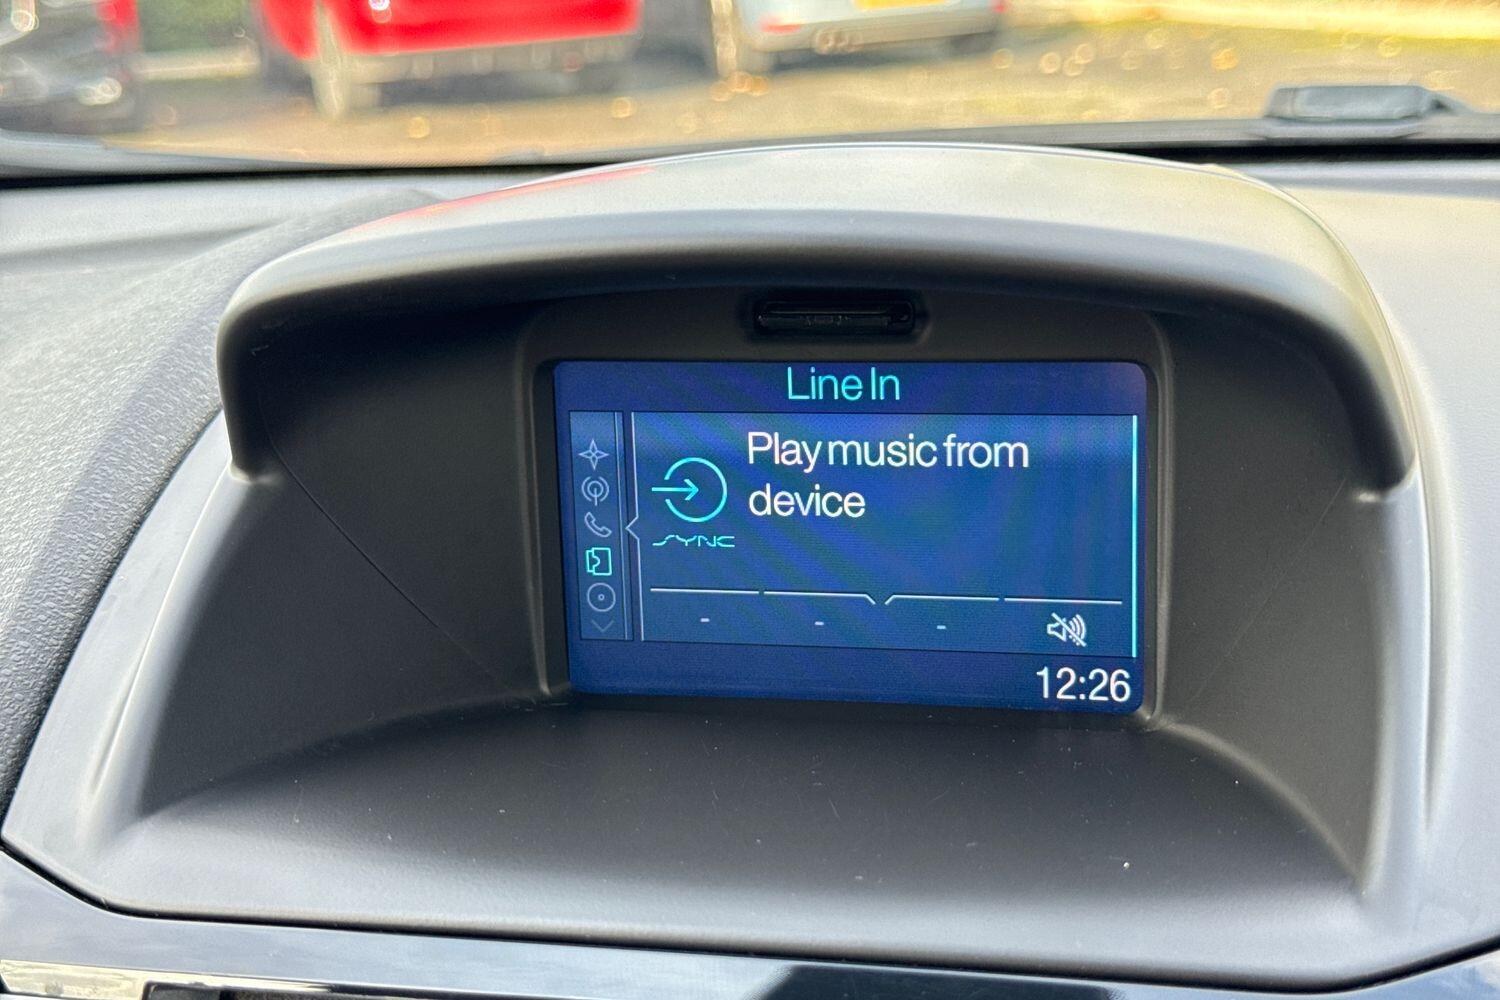 Line In
Play music from
device
SYNC
- - -
12:26